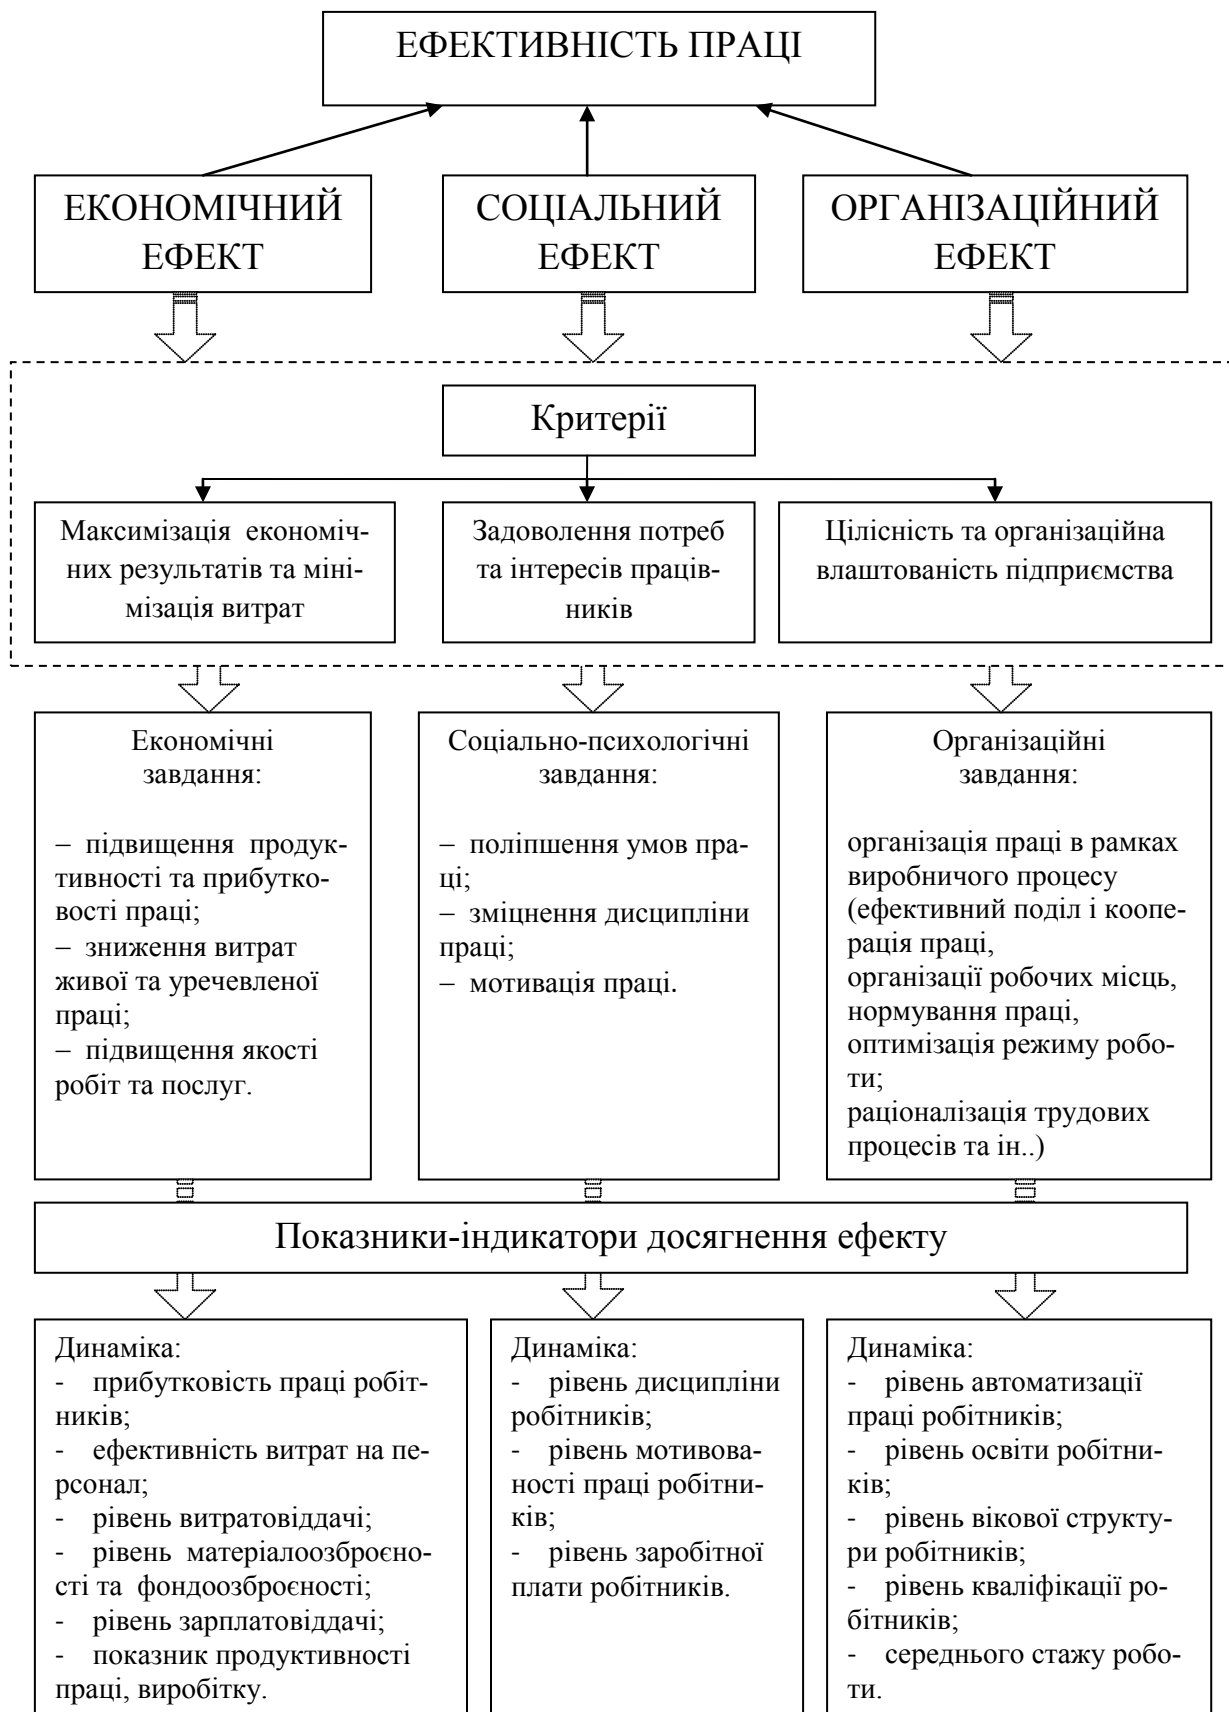 ЕФЕКТИВНІСТЬ ПРАЦІ
ЕКОНОМІЧНИЙ
ЕФЕКТ
СОЦІАЛЬНИЙ
ЕФЕКТ
ОРГАНІЗАЦІЙНИЙ
ЕФЕКТ
Критерії
Максимізація економіч-
них результатів та міні-
мізація витрат
Задоволення потреб
та інтересів праців-
ників
Цілісність та організаційна
влаштованість підприємства
Економічні
завдання:
– підвищення продук-
тивності та прибутко-
вості праці;
– зниження витрат
живої та уречевленої
праці;
– підвищення якості
робіт та послуг.
Соціально-психологічні
завдання:
– поліпшення умов пра-
ці;
– зміцнення дисципліни
праці;
– мотивація праці.
Організаційні
завдання:
організація праці в рамках
виробничого процесу
(ефективний поділ і коопе-
рація праці,
організації робочих місць,
нормування праці,
оптимізація режиму робо-
ти;
раціоналізація трудових
процесів та ін..)
Показники-індикатори досягнення ефекту
Динаміка:
- прибутковість праці робіт-
ників;
- ефективність витрат на пе-
рсонал;
- рівень витратовіддачі;
- рівень матеріалоозброєно-
сті та фондоозброєності;
- рівень зарплатовіддачі;
- показник продуктивності
праці, виробітку.
Динаміка:
- рівень дисципліни
робітників;
- рівень мотивова-
ності праці робітни-
ків;
- рівень заробітної
плати робітників.
Динаміка:
- рівень автоматизації
праці робітників;
- рівень освіти робітни-
ків;
- рівень вікової структу-
ри робітників;
- рівень кваліфікації ро-
бітників;
- середнього стажу робо-
ти.